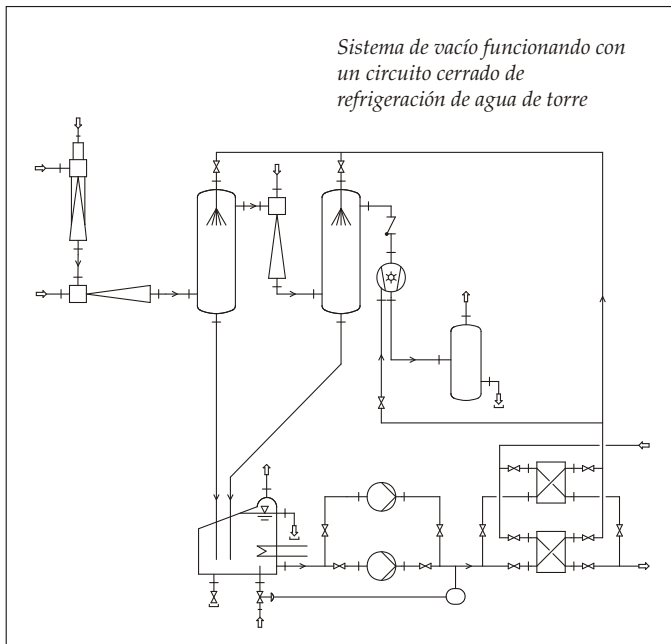 Sistema de vacío funcionando con
un circuito cerrado de
refrigeración de agua de torre